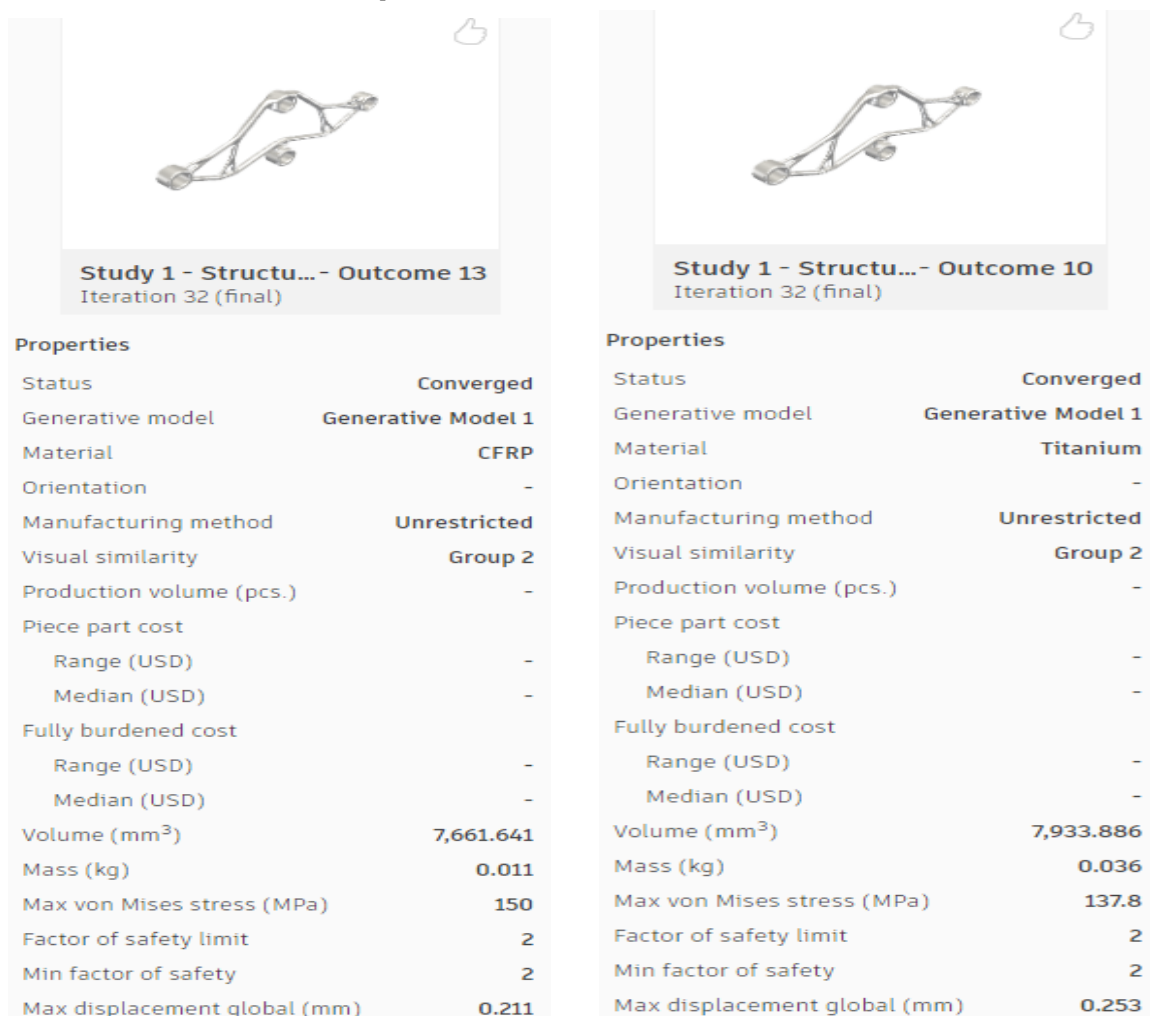 Study 1 - Structu...- Outcome 13
Iteration 32 (final)
Properties
Status Converged
Generative model Generative Model 1
Material CFRP
Orientation -
Manufacturing method Unrestricted
Visual similarity Group 2
Production volume (pcs.) -
Piece part cost
Range (USD) -
Median (USD) -
Fully burdened cost
Range (USD) -
Median (USD) -
Volume (mm³) 7,661.641
Mass (kg) 0.011
Max von Mises stress (MPa) 150
Factor of safety limit 2
Min factor of safety 2
Max displacement global (mm) 0.211
Study 1 - Structu...- Outcome 10
Iteration 32 (final)
Properties
Status Converged
Generative model Generative Model 1
Material Titanium
Orientation -
Manufacturing method Unrestricted
Visual similarity Group 2
Production volume (pcs.) -
Piece part cost
Range (USD) -
Median (USD) -
Fully burdened cost
Range (USD) -
Median (USD) -
Volume (mm³) 7,933.886
Mass (kg) 0.036
Max von Mises stress (MPa) 137.8
Factor of safety limit 2
Min factor of safety 2
Max displacement global (mm) 0.253